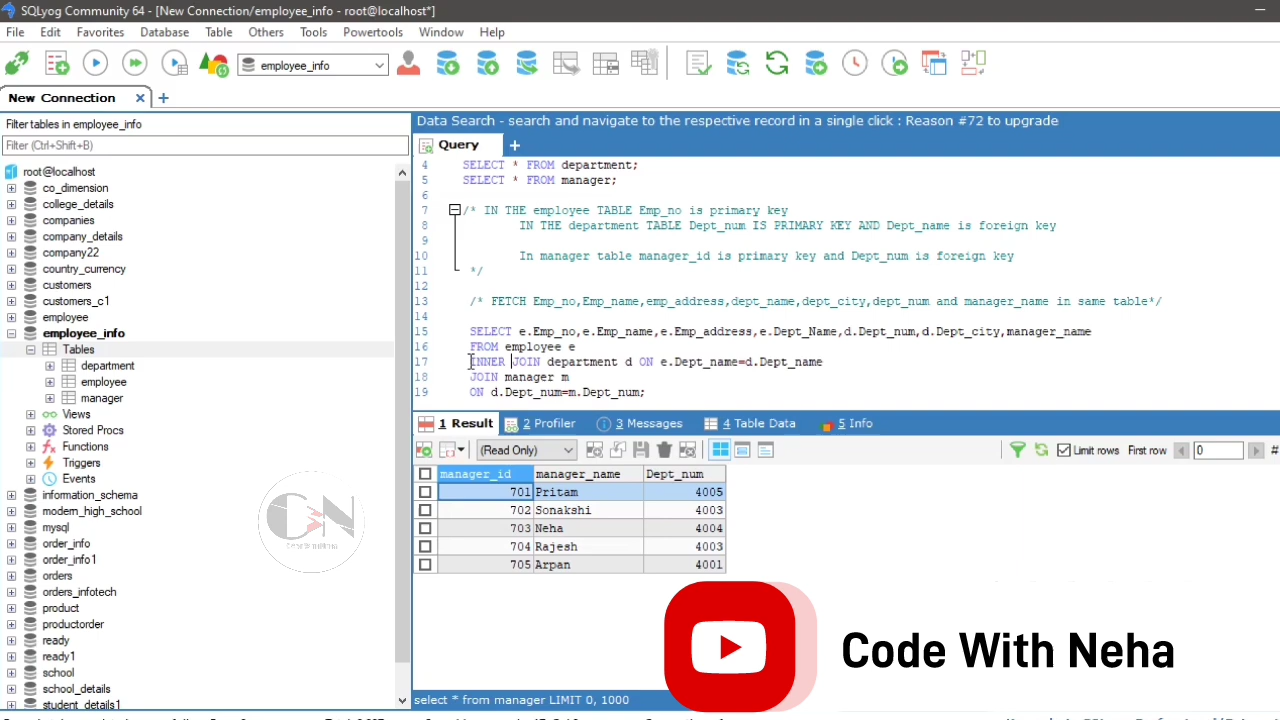 SQLyog Community 64 - [New Connection/employee_info - root@localhost*]
File Edit Favorites Database Table Others Tools Powertools Window Help
employee_info
New Connection
Filter tables in employee_info
Filter (Ctrl+Shift+B)
root@localhost
co_dimension
college_details
companies
company_details
company22
country_currency
customers
customers_c1
employee
employee_info
Tables
department
employee
manager
Views
Stored Procs
Functions
Triggers
Events
information_schema
modern_high_school
mysql
order_info
order_info1
orders
orders_infotech
product
productorder
ready
ready1
school
school_details
student_details1
Data Search - search and navigate to the respective record in a single click : Reason #72 to upgrade
Query
4 SELECT * FROM department;
5 SELECT * FROM manager;
6
7 /* IN THE employee TABLE Emp_no is primary key
8 IN THE department TABLE Dept_num IS PRIMARY KEY AND Dept_name is foreign key
9
10 In manager table manager_id is primary key and Dept_num is foreign key
11 */
12
13 /* FETCH Emp_no,Emp_name,emp_address,dept_name,dept_city,dept_num and manager_name in same table*/
14
15 SELECT e.Emp_no,e.Emp_name,e.Emp_address,e.Dept_Name,d.Dept_num,d.Dept_city,manager_name
16 FROM employee e
17 INNER JOIN department d ON e.Dept_name=d.Dept_name
18 JOIN manager m
19 ON d.Dept_num=m.Dept_num;
1 Result 2 Profiler 3 Messages 4 Table Data 5 Info
(Read Only) Limit rows First row 0 #
manager_id manager_name Dept_num
701 Pritam 4005
702 Sonakshi 4003
703 Neha 4004
704 Rajesh 4003
705 Arpan 4001
select * from manager LIMIT 0, 1000
Code With Neha